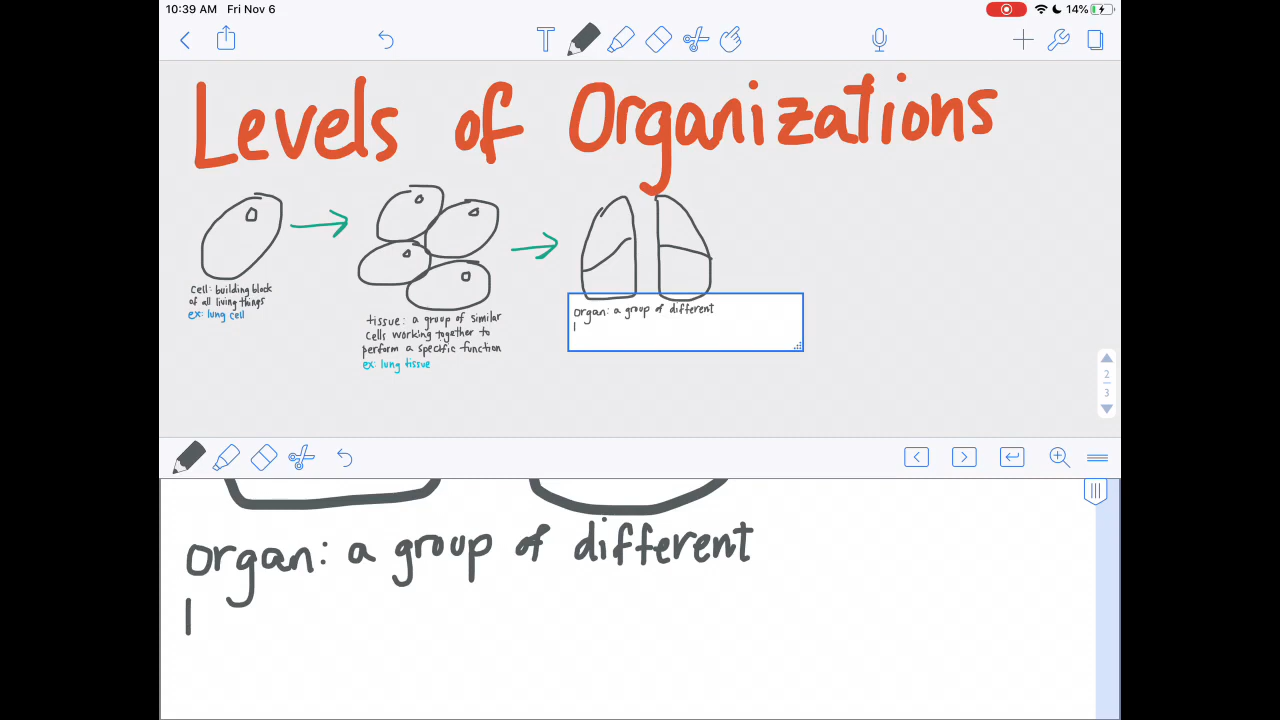 10:39 AM Fri Nov 6
14%
T
Levels of Organizations
cell: building block
of all living things
ex: lung cell
tissue: a group of similar
cells working together to
perform a specific function
ex: lung tissue
organ: a group of different
2
3
organ: a group of different